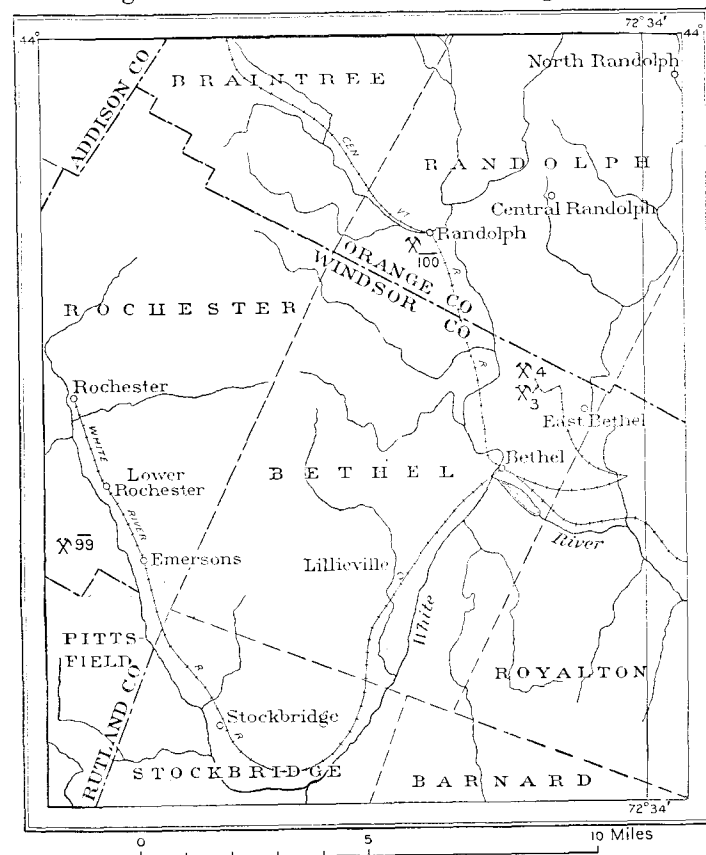 72°34'
44°
44°
North Randolph
BRAINTREE
ADDISON CO
CEN
VT
RANDOLPH
Central Randolph
Randolph
100
ORANGE CO
WINDSOR CO
R
R
ROCHESTER
4
3
Rochester
East Bethel
WHITE
Bethel
BETHEL
Lower
Rochester
RIVER
River
99
Emersons
Lillieville
White
PITTS-
FIELD
ROYALTON
R
R
Stockbridge
RUTLAND CO
STOCKBRIDGE
BARNARD
72°34'
0 5 10 Miles